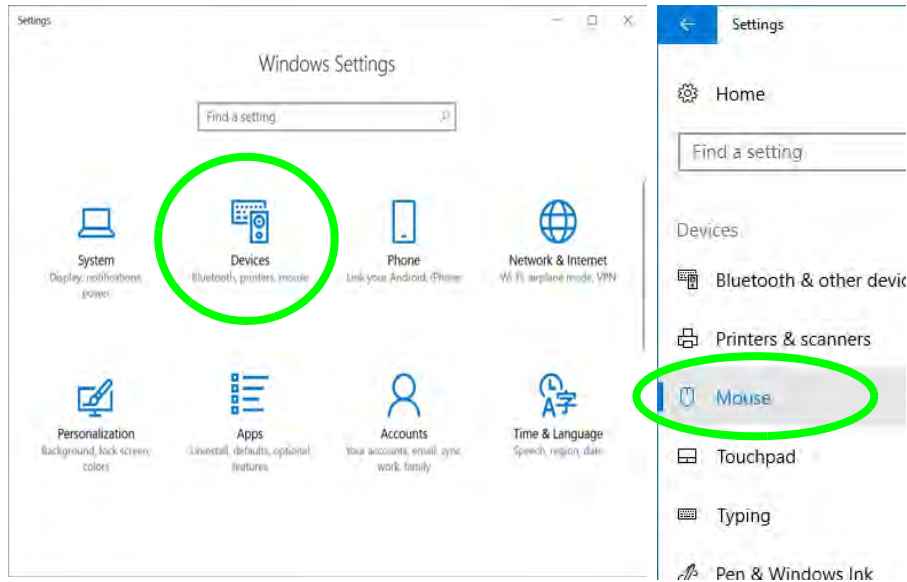 Settings
Windows Settings
Find a setting
System
Display, notifications,
power
Devices
Bluetooth, printers, mouse
Phone
Link your Android, iPhone
Network & Internet
Wi-Fi, airplane mode, VPN
Personalization
Background, lock screen,
colors
Apps
Uninstall, defaults, optional
features
Accounts
Your accounts, email, sync,
work, family
Time & Language
Speech, region, date
A字
Settings
Home
Find a setting
Devices
Bluetooth & other devic
Printers & scanners
Mouse
Touchpad
Typing
Pen & Windows Ink